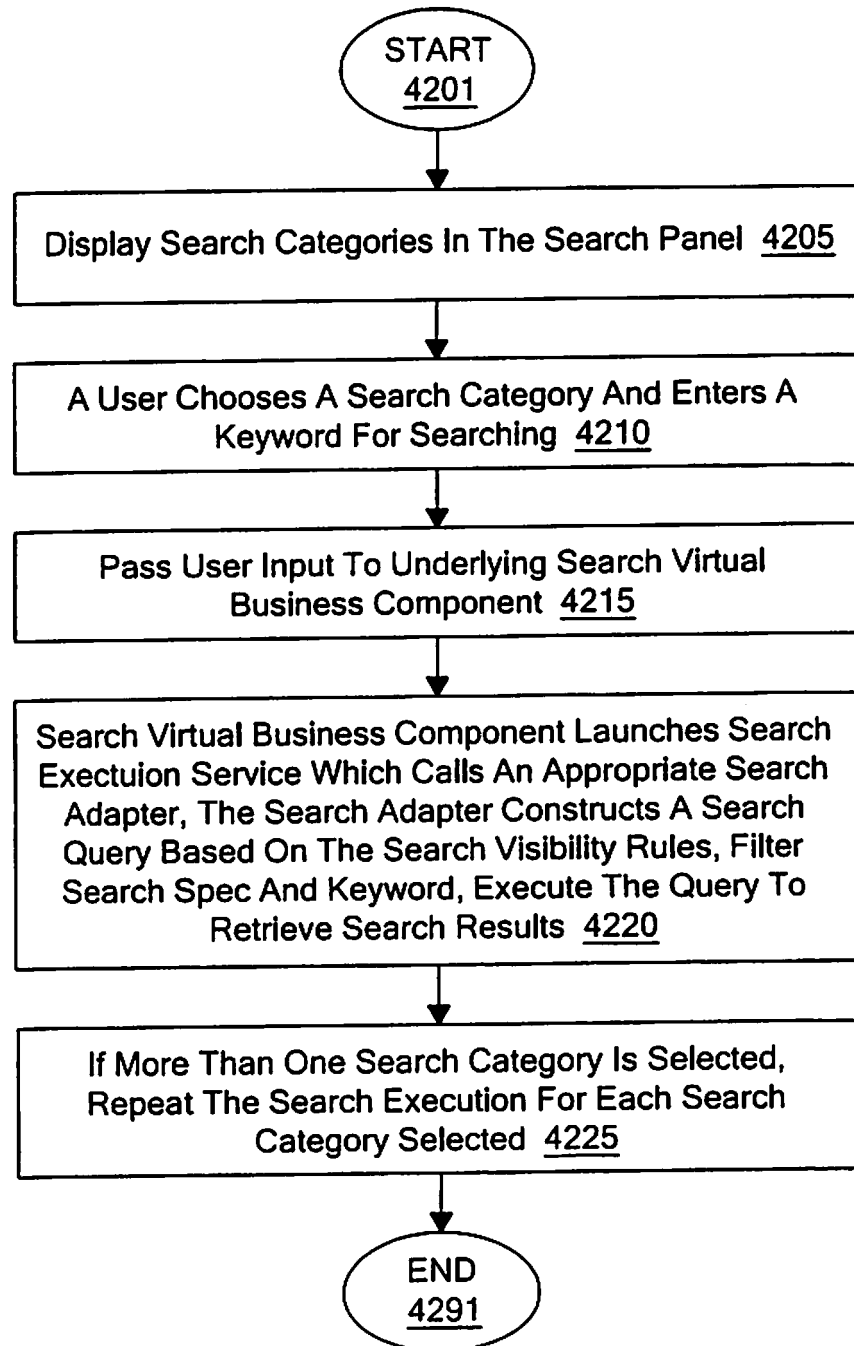 START
4201
Display Search Categories In The Search Panel 4205
A User Chooses A Search Category And Enters A
Keyword For Searching 4210
Pass User Input To Underlying Search Virtual
Business Component 4215
Search Virtual Business Component Launches Search
Exectuion Service Which Calls An Appropriate Search
Adapter, The Search Adapter Constructs A Search
Query Based On The Search Visibility Rules, Filter
Search Spec And Keyword, Execute The Query To
Retrieve Search Results 4220
If More Than One Search Category Is Selected,
Repeat The Search Execution For Each Search
Category Selected 4225
END
4291